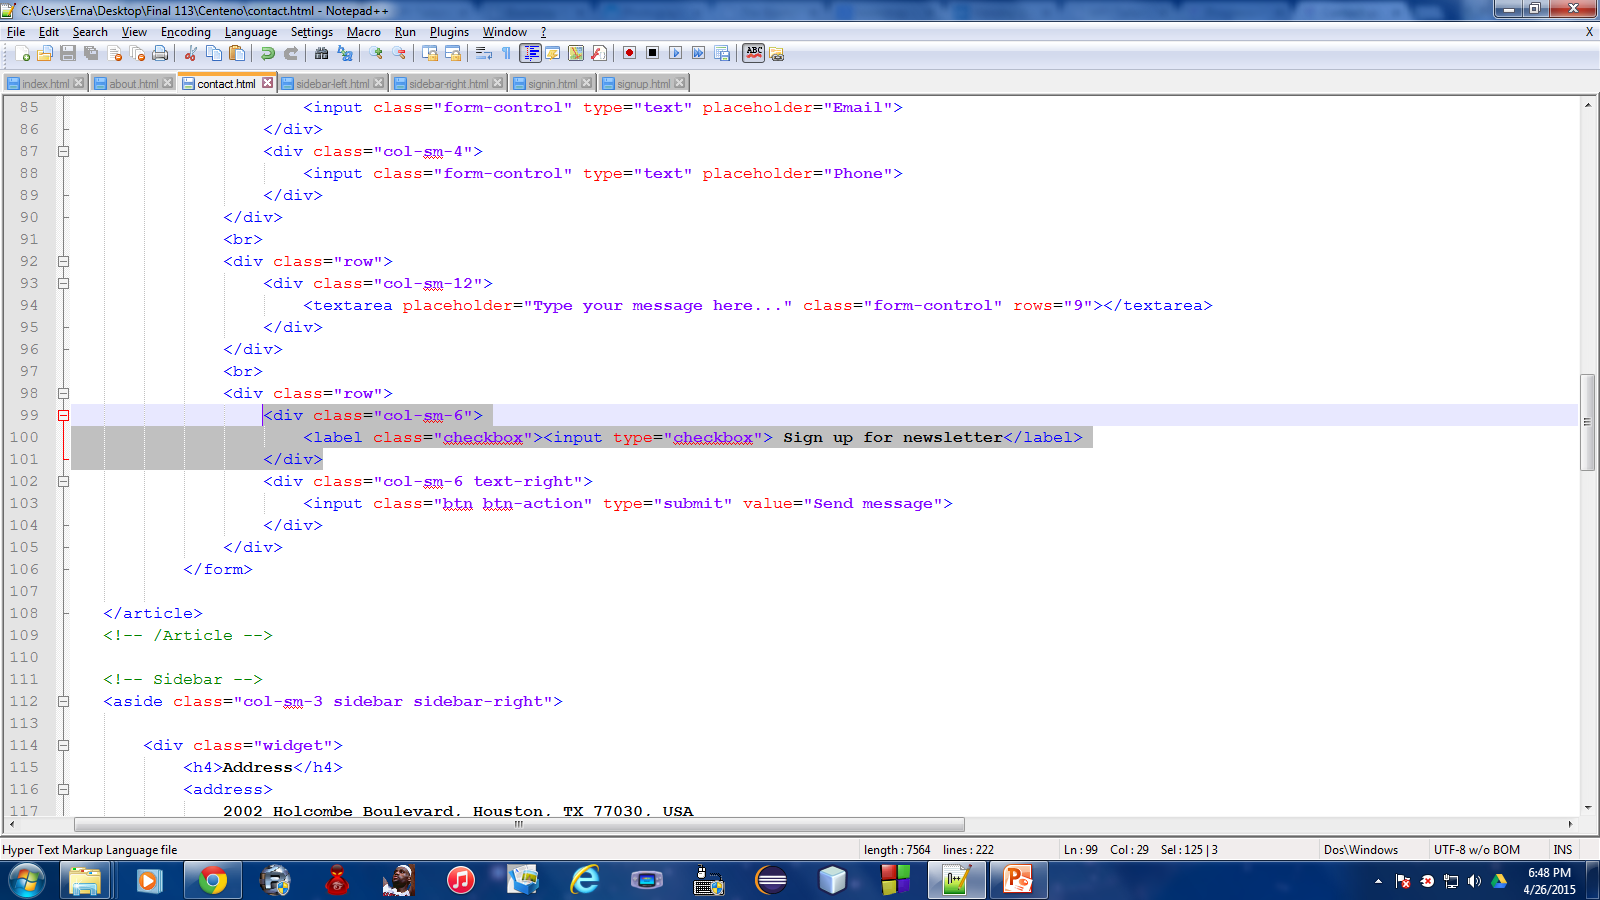 C:\Users\Erna\Desktop\Final 113\Centeno\contact.html - Notepad++
File Edit Search View Encoding Language Settings Macro Run Plugins Window ? X
index.html about.html contact.html sidebar-left.html sidebar-right.html signin.html signup.html
85 <input class="form-control" type="text" placeholder="Email">
86 </div>
87 <div class="col-sm-4">
88 <input class="form-control" type="text" placeholder="Phone">
89 </div>
90 </div>
91 <br>
92 <div class="row">
93 <div class="col-sm-12">
94 <textarea placeholder="Type your message here..." class="form-control" rows="9"></textarea>
95 </div>
96 </div>
97 <br>
98 <div class="row">
99 <div class="col-sm-6">
100 <label class="checkbox"><input type="checkbox"> Sign up for newsletter</label>
101 </div>
102 <div class="col-sm-6 text-right">
103 <input class="btn btn-action" type="submit" value="Send message">
104 </div>
105 </div>
106 </form>
107
108 </article>
109 <!-- /Article -->
110
111 <!-- Sidebar -->
112 <aside class="col-sm-3 sidebar sidebar-right">
113
114 <div class="widget">
115 <h4>Address</h4>
116 <address>
117 2002 Holcombe Boulevard, Houston, TX 77030, USA
Hyper Text Markup Language file length : 7564 lines : 222 Ln : 99 Col : 29 Sel : 125 | 3 Dos\Windows UTF-8 w/o BOM INS
6:48 PM
4/26/2015